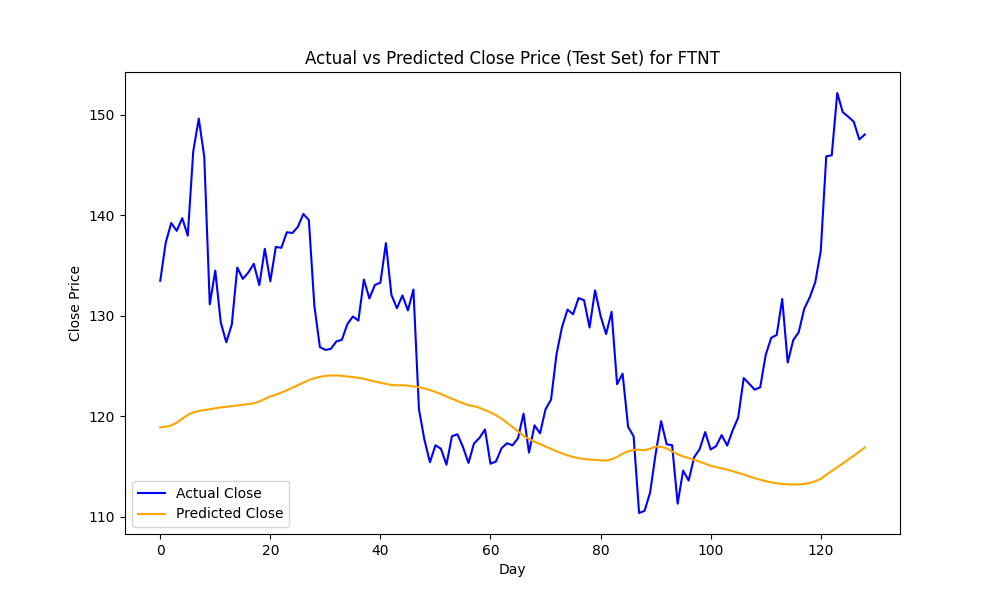 Actual vs Predicted Close Price (Test Set) for FTNT
150
140
130
120
110
Close Price
Actual Close
Predicted Close
0 20 40 60 80 100 120
Day